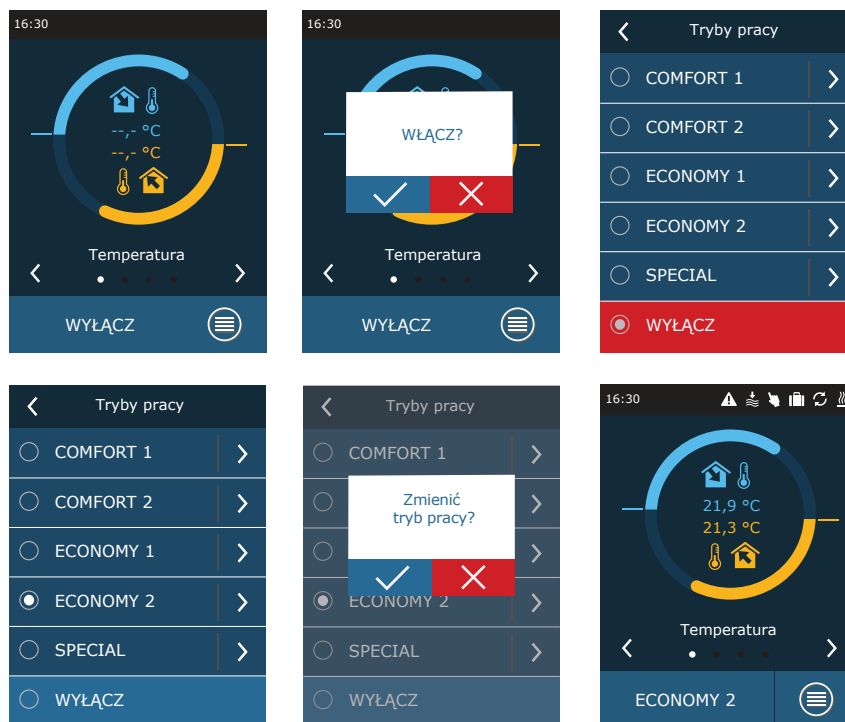 16:30
--,- °C
--,- °C
Temperatura
WYŁĄCZ
16:30
WŁĄCZ?
Temperatura
WYŁĄCZ
Tryby pracy
COMFORT 1
COMFORT 2
ECONOMY 1
ECONOMY 2
SPECIAL
WYŁĄCZ
Tryby pracy
COMFORT 1
COMFORT 2
ECONOMY 1
ECONOMY 2
SPECIAL
WYŁĄCZ
Tryby pracy
COMFORT 1
Zmienić
tryb pracy?
ECONOMY 2
SPECIAL
WYŁĄCZ
16:30
21,9 °C
21,3 °C
Temperatura
ECONOMY 2